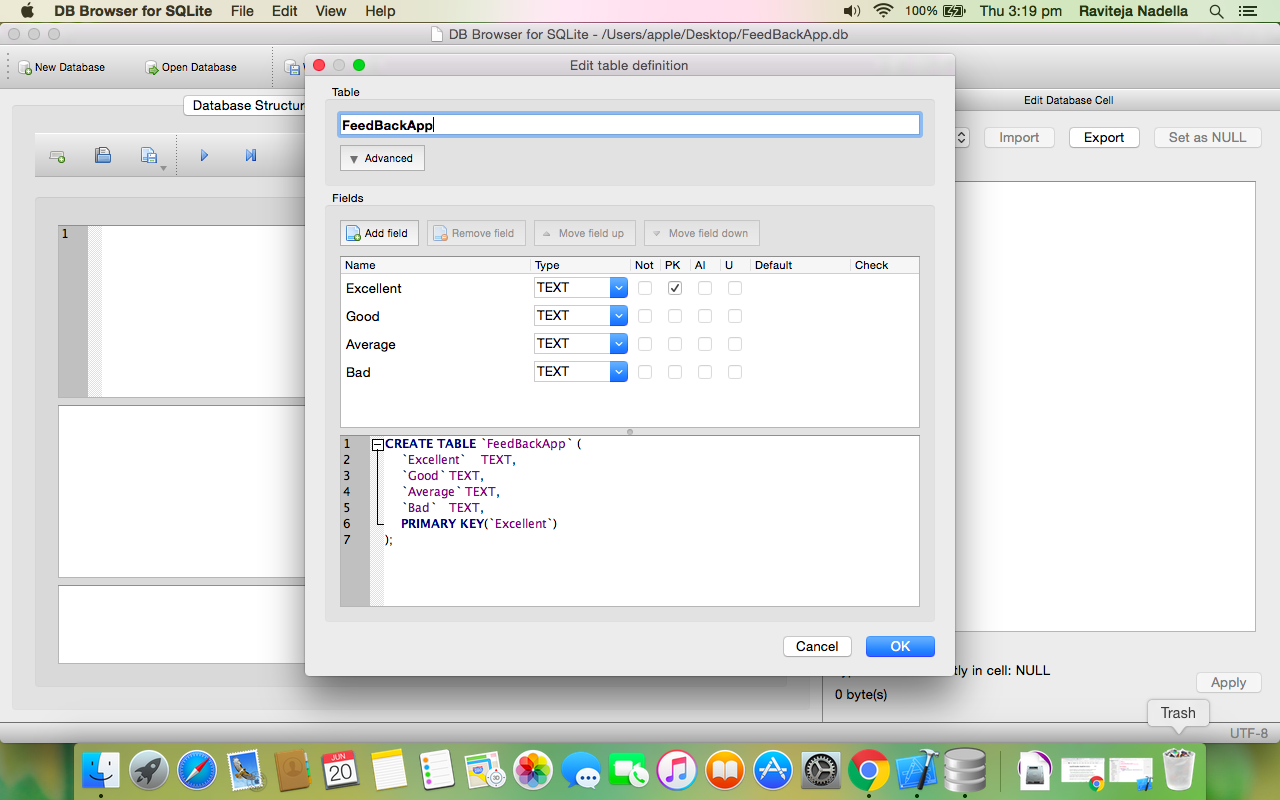 DB Browser for SQLite File Edit View Help 100% Thu 3:19 pm Raviteja Nadella
DB Browser for SQLite - /Users/apple/Desktop/FeedBackApp.db
New Database Open Database
Edit table definition
Table
FeedBackApp
Advanced
Fields
Add field Remove field Move field up Move field down
Name Type Not PK AI U Default Check
Excellent TEXT
Good TEXT
Average TEXT
Bad TEXT
1 CREATE TABLE `FeedBackApp` (
2 `Excellent` TEXT,
3 `Good` TEXT,
4 `Average` TEXT,
5 `Bad` TEXT,
6 PRIMARY KEY(`Excellent`)
7 );
Cancel OK
Database Structur
1
Edit Database Cell
Import Export Set as NULL
tly in cell: NULL
0 byte(s)
Apply
UTF-8
Trash
JUN
20